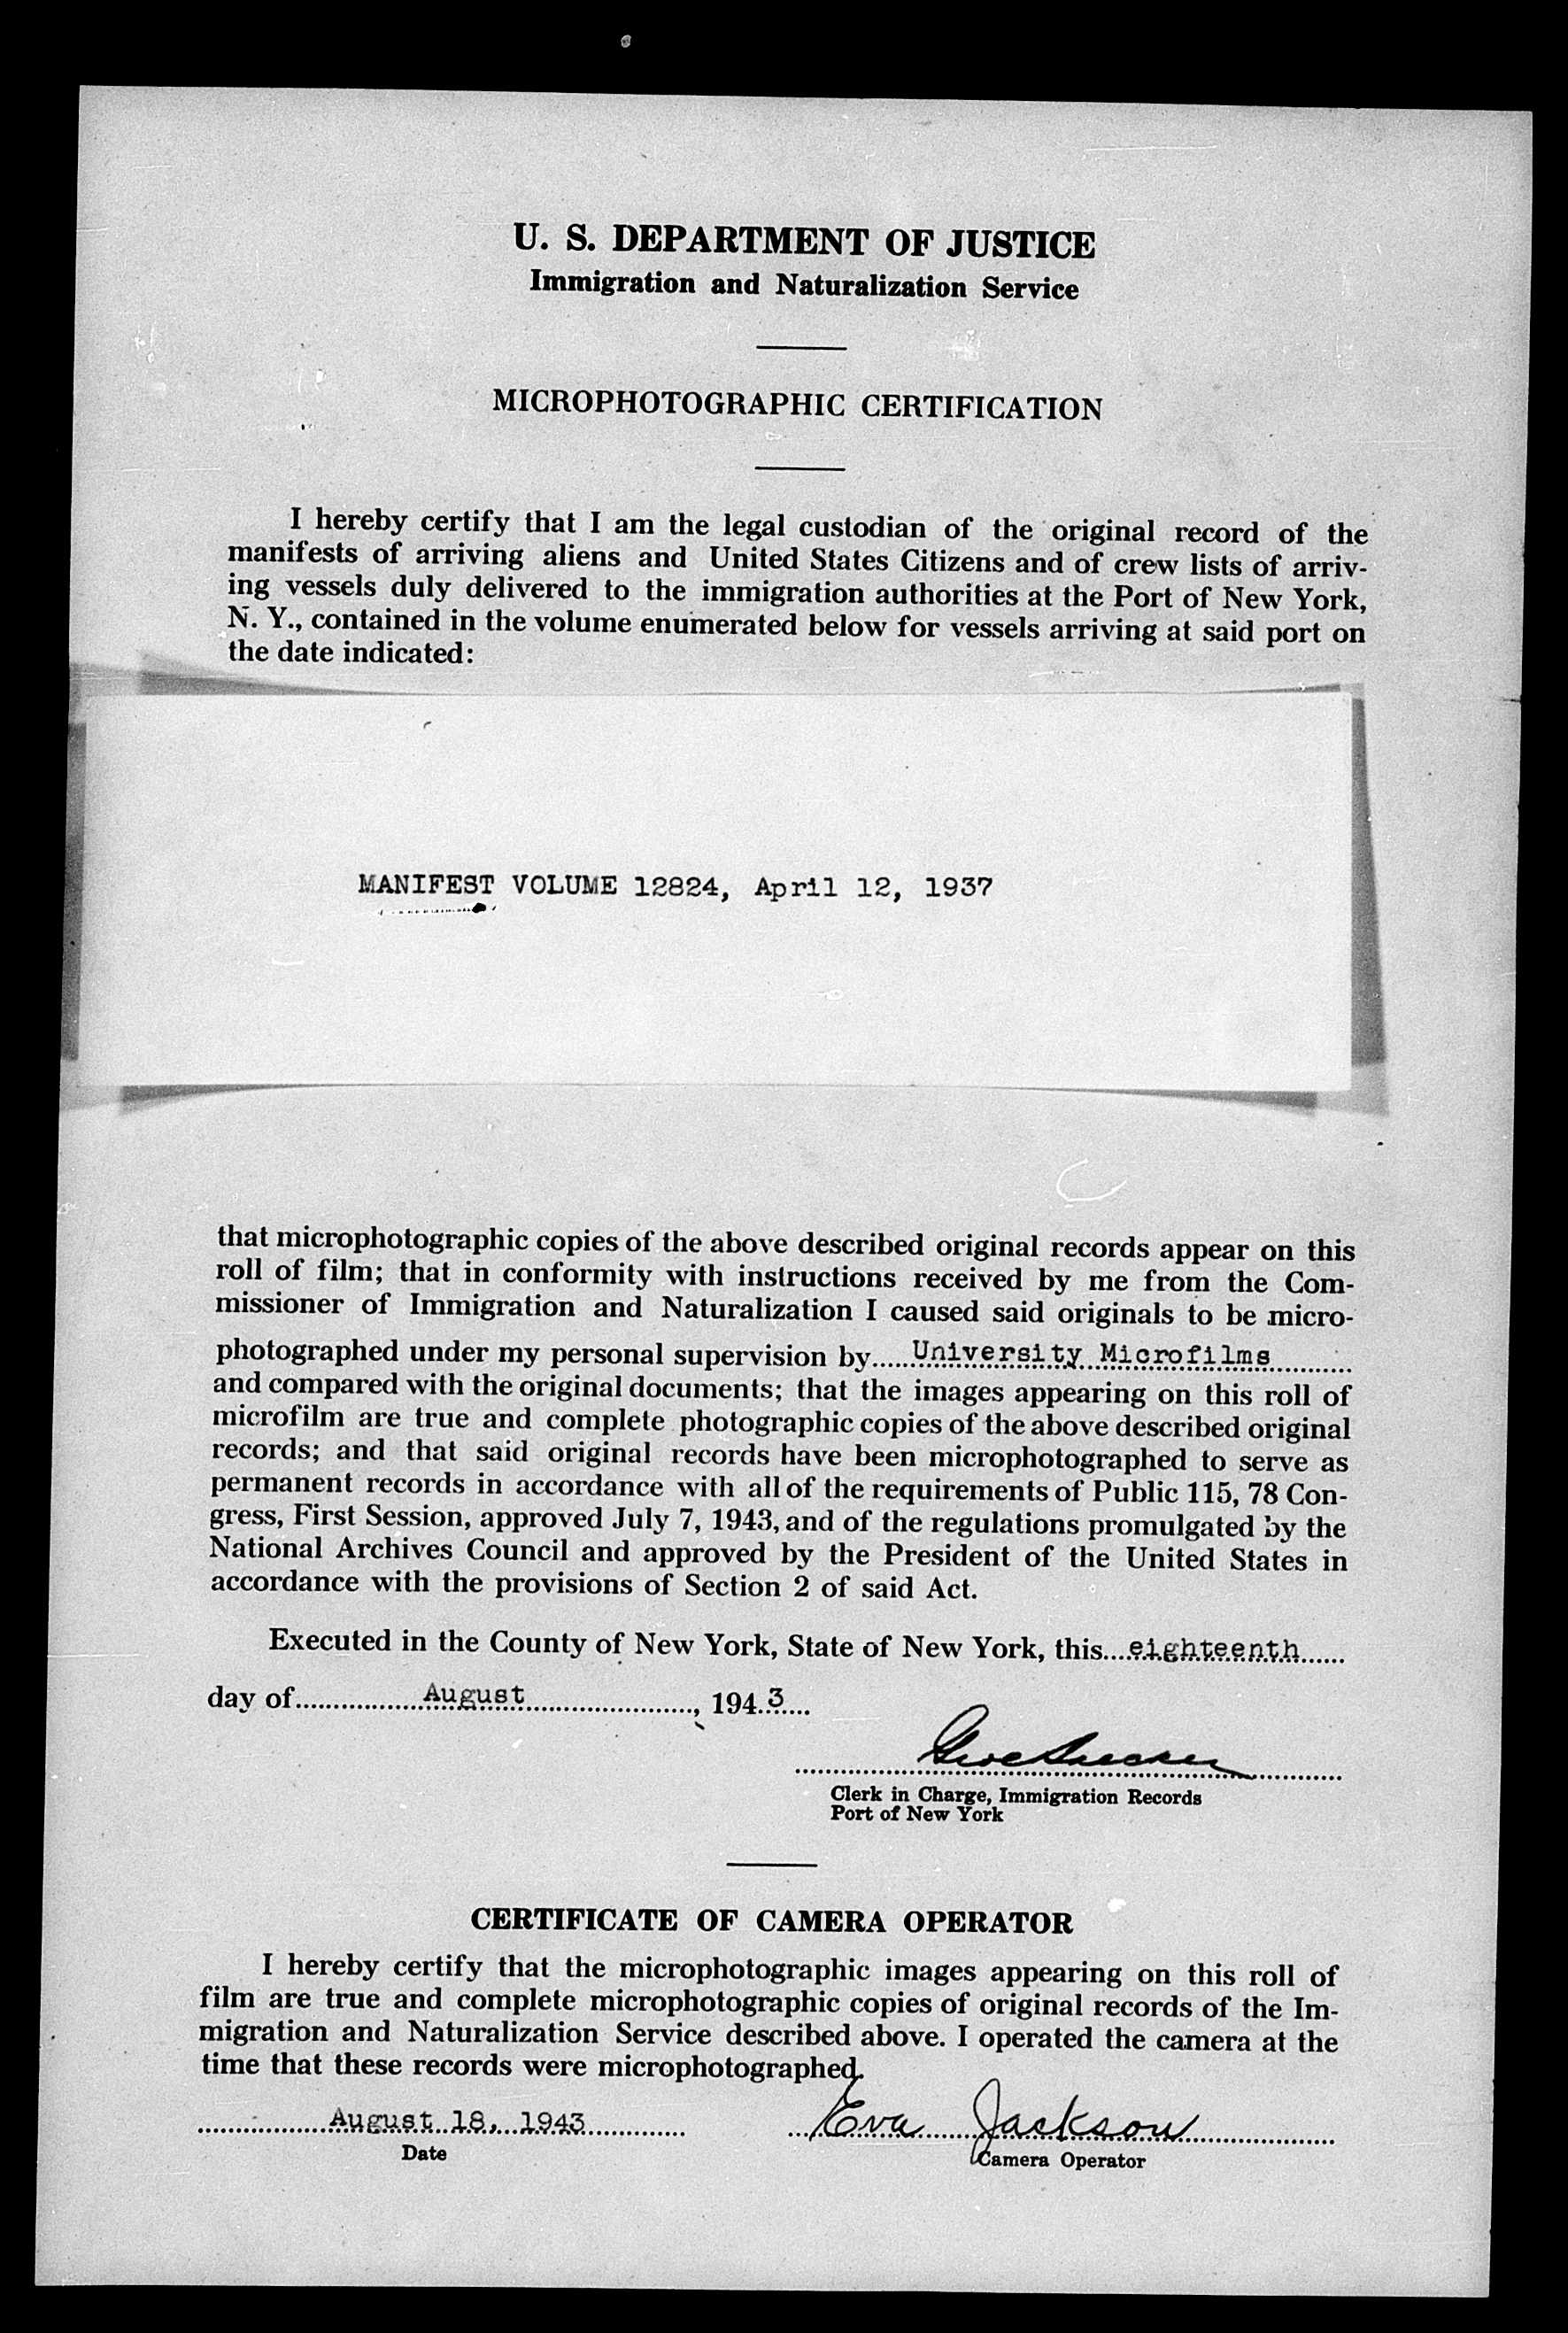 U. S. DEPARTMENT OF JUSTICE
Immigration and Naturalization Service
MICROPHOTOGRAPHIC CERTIFICATION
I hereby certify that I am the legal custodian of the original record of the
manifests of arriving aliens and United States Citizens and of crew lists of arriv-
ing vessels duly delivered to the immigration authorities at the Port of New York,
N. Y., contained in the volume enumerated below for vessels arriving at said port on
the date indicated:
MANIFEST VOLUME 12824, April 12, 1937
that microphotographic copies of the above described original records appear on this
roll of film; that in conformity with instructions received by me from the Com-
missioner of Immigration and Naturalization I caused said originals to be micro-
photographed under my personal supervision by University Microfilms
and compared with the original documents; that the images appearing on this roll of
microfilm are true and complete photographic copies of the above described original
records; and that said original records have been microphotographed to serve as
permanent records in accordance with all of the requirements of Public 115, 78 Con-
gress, First Session, approved July 7, 1943, and of the regulations promulgated by the
National Archives Council and approved by the President of the United States in
accordance with the provisions of Section 2 of said Act.
Executed in the County of New York, State of New York, this eighteenth
day of August, 1943
Clerk in Charge, Immigration Records
Port of New York
CERTIFICATE OF CAMERA OPERATOR
I hereby certify that the microphotographic images appearing on this roll of
film are true and complete microphotographic copies of original records of the Im-
migration and Naturalization Service described above. I operated the camera at the
time that these records were microphotographed.
August 18, 1943 Eva Jackson
Date Camera Operator